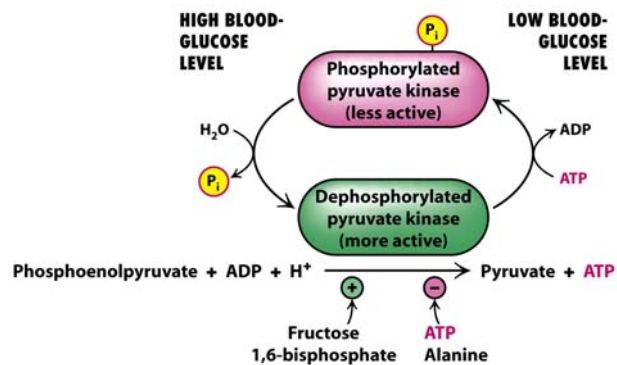 HIGH BLOOD-
GLUCOSE
LEVEL
LOW BLOOD-
GLUCOSE
LEVEL
Pi
Phosphorylated
pyruvate kinase
(less active)
H₂O
Pi
ADP
ATP
Dephosphorylated
pyruvate kinase
(more active)
Phosphoenolpyruvate + ADP + H⁺
Pyruvate + ATP
+
−
Fructose
1,6-bisphosphate
ATP
Alanine